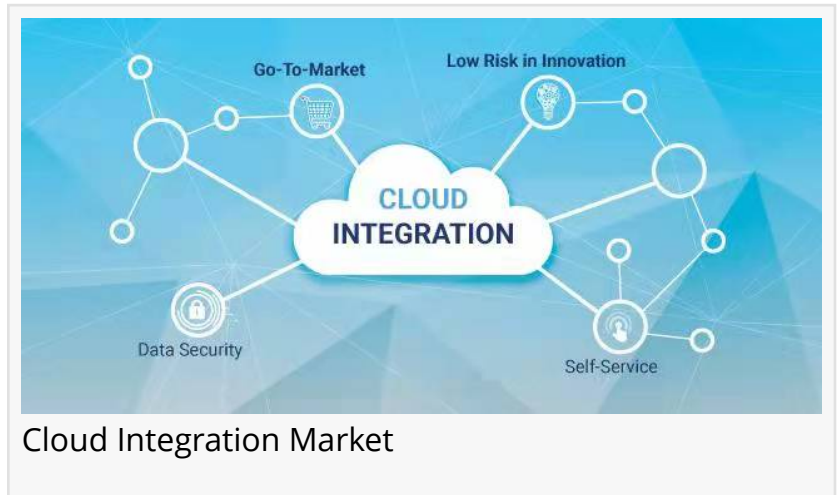 Go-To-Market
Low Risk in Innovation
CLOUD
INTEGRATION
Data Security
Self-Service
Cloud Integration Market